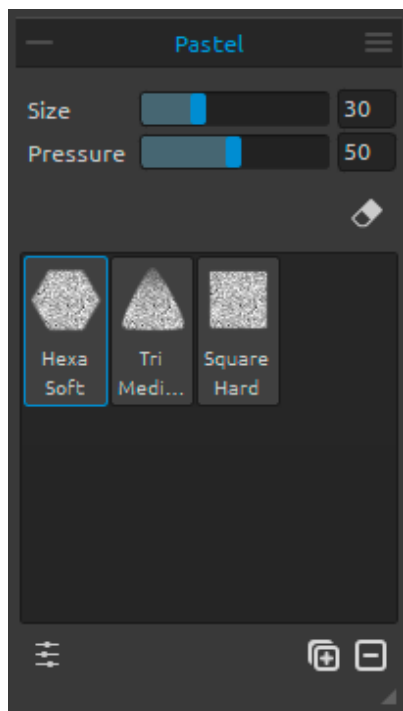 Pastel
Size 30
Pressure 50
Hexa Soft
Tri Medi...
Square Hard